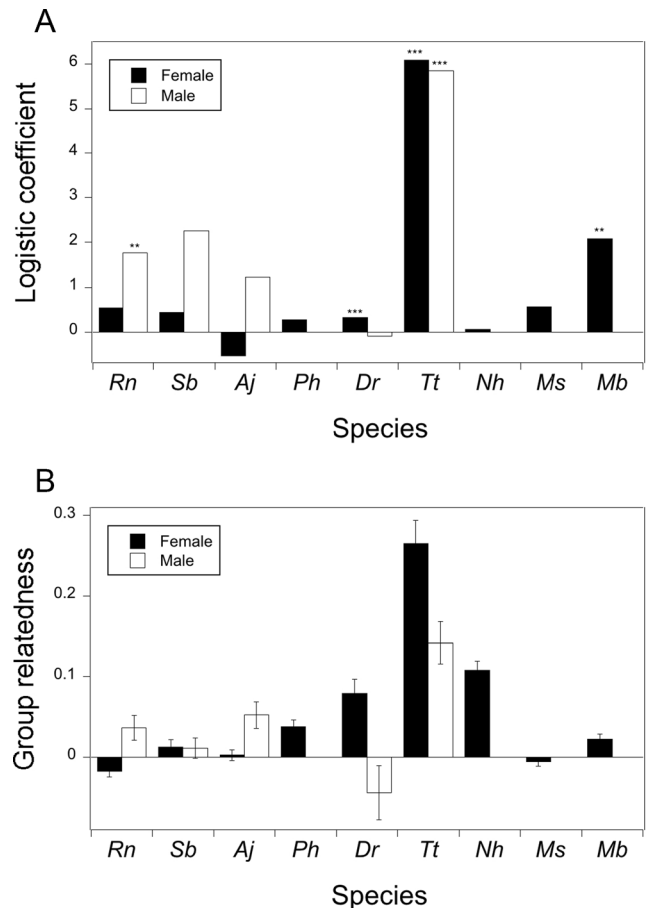 A
Logistic coefficient
6
5
4
3
2
1
0
Female
Male
**
***
***
***
**
Rn Sb Aj Ph Dr Tt Nh Ms Mb
Species
B
Group relatedness
0.3
0.2
0.1
0
Female
Male
Rn Sb Aj Ph Dr Tt Nh Ms Mb
Species